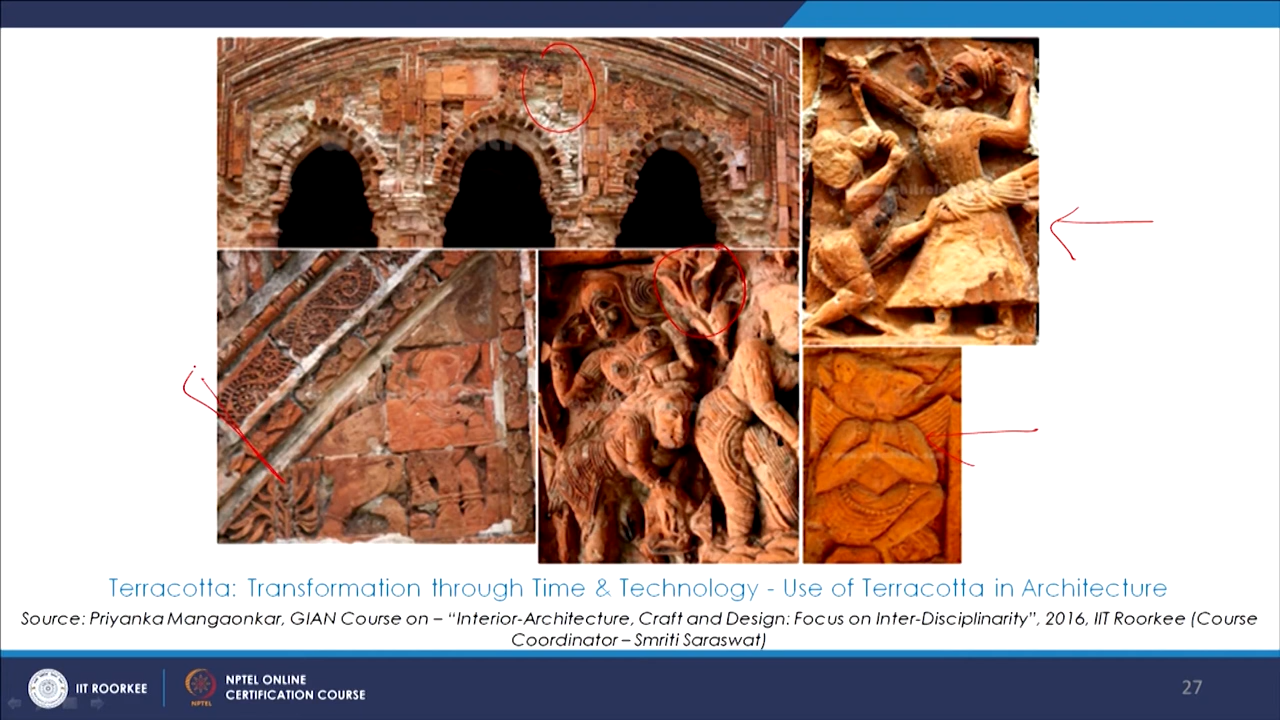 Terracotta: Transformation through Time & Technology - Use of Terracotta in Architecture
Source: Priyanka Mangaonkar, GIAN Course on – “Interior-Architecture, Craft and Design: Focus on Inter-Disciplinarity”, 2016, IIT Roorkee (Course
Coordinator – Smriti Saraswat)
IIT ROORKEE
NPTEL
NPTEL ONLINE
CERTIFICATION COURSE
27